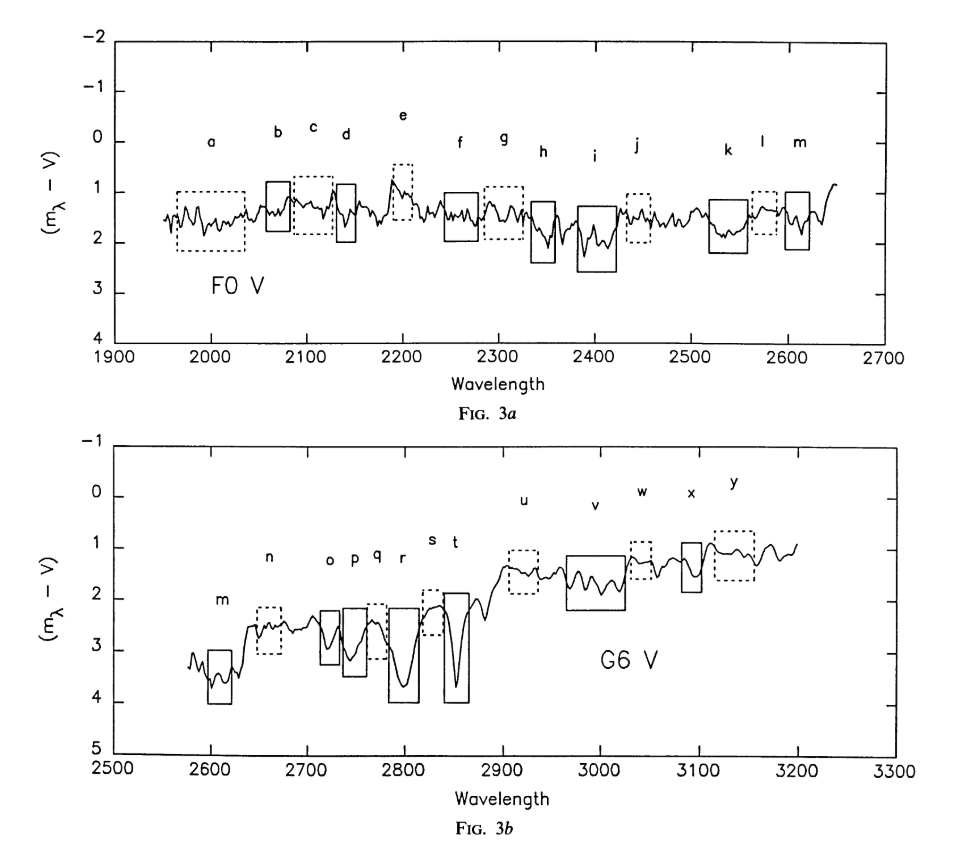 −2
−1
0
1
2
3
4
(mλ − V)
a b c d e f g h i j k l m
F0 V
1900 2000 2100 2200 2300 2400 2500 2600 2700
Wavelength
FIG. 3a
−1
0
1
2
3
4
5
(mλ − V)
m n o p q r s t u v w x y
G6 V
2500 2600 2700 2800 2900 3000 3100 3200 3300
Wavelength
FIG. 3b